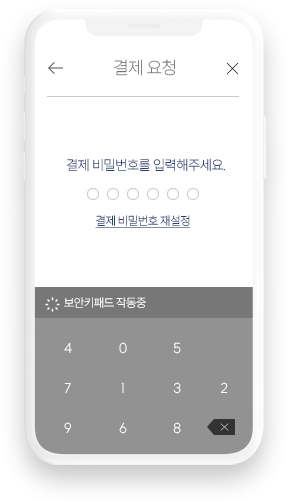 결제 요청
결제 비밀번호를 입력해주세요.
결제 비밀번호 재설정
보안키패드 작동중
4 0 5
7 1 3 2
9 6 8